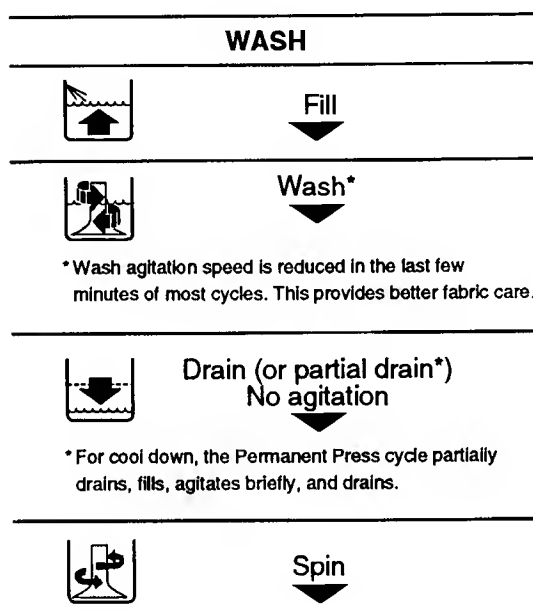 WASH
Fill
Wash*
*Wash agitation speed is reduced in the last few
minutes of most cycles. This provides better fabric care.
Drain (or partial drain*)
No agitation
*For cool down, the Permanent Press cycle partially
drains, fills, agitates briefly, and drains.
Spin